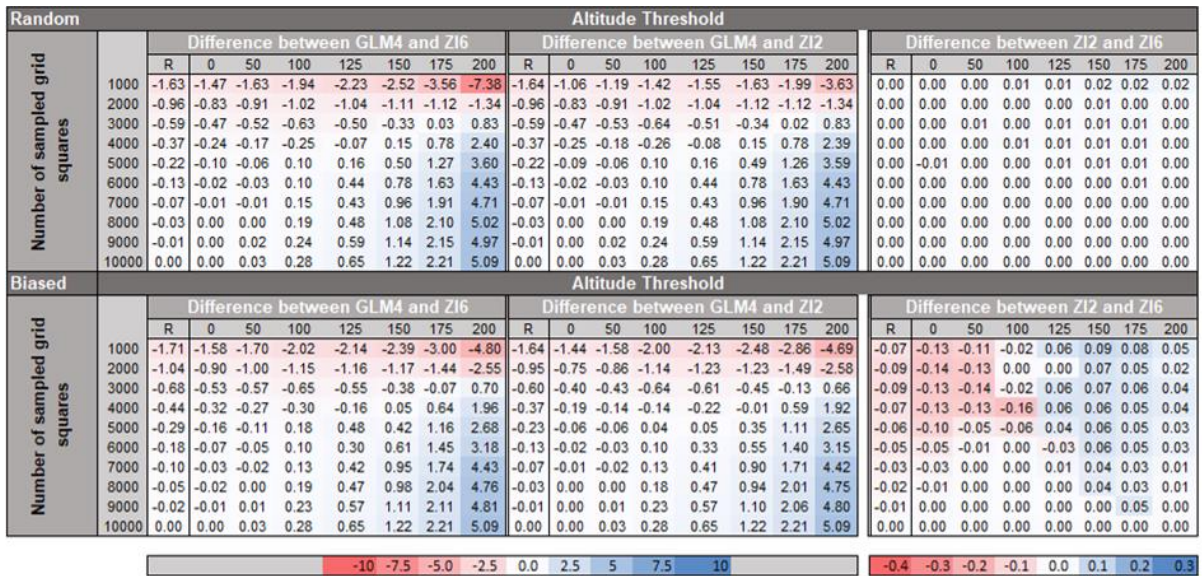 Random Altitude Threshold
Difference between GLM4 and ZI6 Difference between GLM4 and ZI2 Difference between ZI2 and ZI6
R 0 50 100 125 150 175 200 R 0 50 100 125 150 175 200 R 0 50 100 125 150 175 200
Number of sampled grid squares
1000 -1.63 -1.47 -1.63 -1.94 -2.23 -2.52 -3.56 -7.38 -1.64 -1.06 -1.19 -1.42 -1.55 -1.63 -1.99 -3.63 0.00 0.00 0.00 0.01 0.01 0.02 0.02 0.02
2000 -0.96 -0.83 -0.91 -1.02 -1.04 -1.11 -1.12 -1.34 -0.96 -0.83 -0.91 -1.02 -1.04 -1.12 -1.12 -1.34 0.00 0.00 0.00 0.00 0.01 0.01 0.00 0.00
3000 -0.59 -0.47 -0.52 -0.63 -0.50 -0.33 0.03 0.83 -0.59 -0.47 -0.53 -0.64 -0.51 -0.34 0.02 0.83 0.00 0.00 0.01 0.00 0.01 0.01 0.01 0.00
4000 -0.37 -0.24 -0.17 -0.25 -0.07 0.15 0.78 2.40 -0.37 -0.25 -0.18 -0.26 -0.08 0.15 0.78 2.39 0.00 0.00 0.00 0.00 0.01 0.01 0.01 0.00
5000 -0.22 -0.10 -0.06 0.10 0.16 0.50 1.27 3.60 -0.22 -0.09 -0.06 0.10 0.16 0.49 1.26 3.59 0.00 -0.01 0.00 0.00 0.01 0.01 0.01 0.00
6000 -0.13 -0.02 -0.03 0.10 0.44 0.78 1.63 4.43 -0.13 -0.02 -0.03 0.10 0.44 0.78 1.63 4.43 0.00 0.00 0.00 0.00 0.00 0.00 0.01 0.00
7000 -0.07 -0.01 -0.01 0.15 0.43 0.96 1.91 4.71 -0.07 -0.01 -0.01 0.15 0.43 0.96 1.90 4.71 0.00 0.00 0.00 0.00 0.00 0.00 0.01 0.00
8000 -0.03 0.00 0.00 0.19 0.48 1.08 2.10 5.02 -0.03 0.00 0.00 0.19 0.48 1.08 2.10 5.02 0.00 0.00 0.00 0.00 0.00 0.00 0.00 0.00
9000 -0.01 0.00 0.02 0.24 0.59 1.14 2.15 4.97 -0.01 0.00 0.02 0.24 0.59 1.14 2.15 4.97 0.00 0.00 0.00 0.00 0.00 0.00 0.00 0.00
10000 0.00 0.00 0.03 0.28 0.65 1.22 2.21 5.09 0.00 0.00 0.03 0.28 0.65 1.22 2.21 5.09 0.00 0.00 0.00 0.00 0.00 0.00 0.00 0.00
Biased Altitude Threshold
Difference between GLM4 and ZI6 Difference between GLM4 and ZI2 Difference between ZI2 and ZI6
R 0 50 100 125 150 175 200 R 0 50 100 125 150 175 200 R 0 50 100 125 150 175 200
Number of sampled grid squares
1000 -1.71 -1.58 -1.70 -2.02 -2.14 -2.39 -3.00 -4.80 -1.64 -1.44 -1.58 -2.00 -2.13 -2.48 -2.86 -4.69 -0.07 -0.13 -0.11 -0.02 0.06 0.09 0.08 0.05
2000 -1.04 -0.90 -1.00 -1.15 -1.16 -1.17 -1.44 -2.55 -0.95 -0.75 -0.86 -1.14 -1.23 -1.23 -1.49 -2.58 -0.09 -0.14 -0.13 0.00 0.00 0.07 0.05 0.02
3000 -0.68 -0.53 -0.57 -0.65 -0.55 -0.38 -0.07 0.70 -0.60 -0.40 -0.43 -0.64 -0.61 -0.45 -0.13 0.66 -0.09 -0.13 -0.14 -0.02 0.06 0.07 0.06 0.04
4000 -0.44 -0.32 -0.27 -0.30 -0.16 0.05 0.64 1.96 -0.37 -0.19 -0.14 -0.14 -0.22 -0.01 0.59 1.92 -0.07 -0.13 -0.13 -0.16 0.06 0.06 0.05 0.04
5000 -0.29 -0.16 -0.11 0.18 0.48 0.42 1.16 2.68 -0.23 -0.06 -0.06 0.04 0.05 0.35 1.11 2.65 -0.06 -0.10 -0.05 -0.06 0.04 0.06 0.05 0.03
6000 -0.18 -0.07 -0.05 0.10 0.30 0.61 1.45 3.18 -0.13 -0.02 -0.03 0.10 0.33 0.55 1.40 3.15 -0.05 -0.05 -0.01 0.00 -0.03 0.06 0.05 0.03
7000 -0.10 -0.03 -0.02 0.13 0.42 0.95 1.74 4.43 -0.07 -0.01 -0.02 0.13 0.41 0.90 1.71 4.42 -0.03 -0.03 0.00 0.00 0.01 0.04 0.03 0.01
8000 -0.05 -0.02 0.00 0.19 0.47 0.98 2.04 4.76 -0.03 0.00 0.00 0.18 0.47 0.94 2.01 4.75 -0.02 -0.01 0.00 0.00 0.00 0.04 0.03 0.01
9000 -0.02 -0.01 0.01 0.23 0.57 1.11 2.11 4.81 -0.01 0.00 0.01 0.23 0.57 1.10 2.06 4.80 -0.01 0.00 0.00 0.00 0.00 0.00 0.05 0.00
10000 0.00 0.00 0.03 0.28 0.65 1.22 2.21 5.09 0.00 0.00 0.03 0.28 0.65 1.22 2.21 5.09 0.00 0.00 0.00 0.00 0.00 0.00 0.00 0.00
-10 -7.5 -5.0 -2.5 0.0 2.5 5 7.5 10 -0.4 -0.3 -0.2 -0.1 0.0 0.1 0.2 0.3